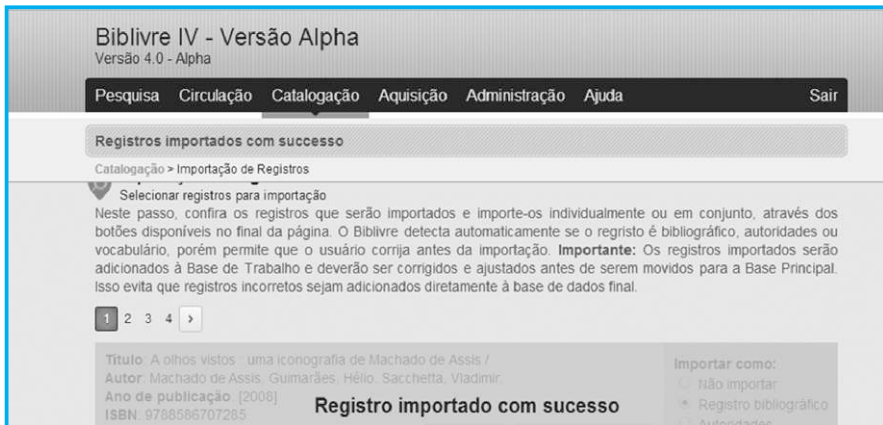 Biblivre IV - Versão Alpha
Versão 4.0 - Alpha
Pesquisa Circulação Catalogação Aquisição Administração Ajuda Sair
Registros importados com successo
Catalogação > Importação de Registros
Selecionar registros para importação
Neste passo, confira os registros que serão importados e importe-os individualmente ou em conjunto, através dos
botões disponíveis no final da página. O Biblivre detecta automaticamente se o regristo é bibliográfico, autoridades ou
vocabulário, porém permite que o usuário corrija antes da importação. Importante: Os registros importados serão
adicionados à Base de Trabalho e deverão ser corrigidos e ajustados antes de serem movidos para a Base Principal.
Isso evita que registros incorretos sejam adicionados diretamente à base de dados final.
1 2 3 4 >
Título: A olhos vistos : uma iconografia de Machado de Assis /
Autor: Machado de Assis, Guimarães, Hélio, Sacchetta, Vladimir.
Ano de publicação: [2008]
ISBN: 9788586707285
Registro importado com sucesso
Importar como:
Não importar
Registro bibliográfico
Autoridades